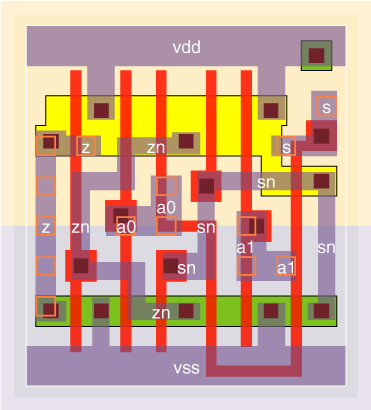 vdd
s
z zn s
sn
a0
z zn a0 sn
a1 sn
sn a1
zn
vss